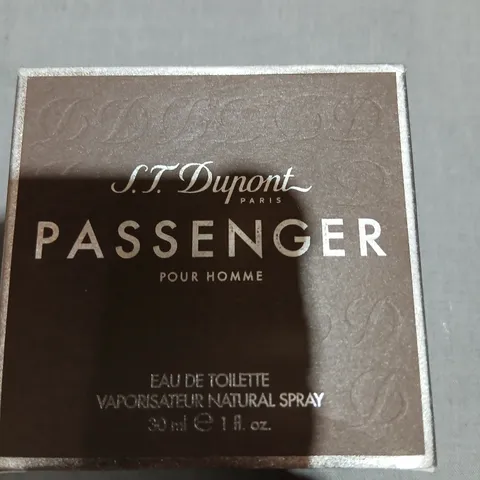 S.T. Dupont
PARIS
PASSENGER
POUR HOMME
EAU DE TOILETTE
VAPORISATEUR NATURAL SPRAY
30 ml ℮ 1 fl. oz.